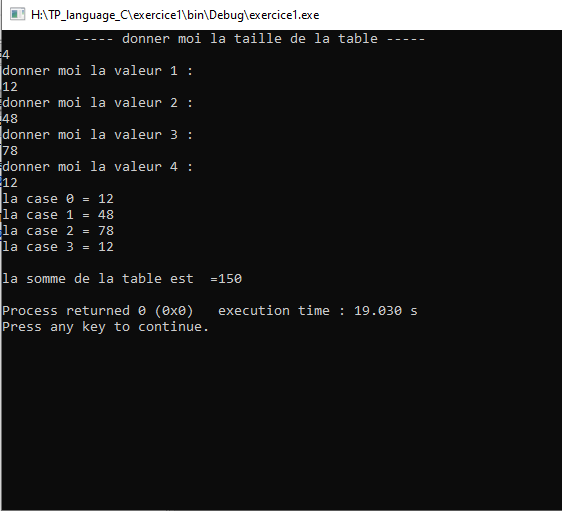 H:\TP_language_C\exercice1\bin\Debug\exercice1.exe
----- donner moi la taille de la table -----
4
donner moi la valeur 1 :
12
donner moi la valeur 2 :
48
donner moi la valeur 3 :
78
donner moi la valeur 4 :
12
la case 0 = 12
la case 1 = 48
la case 2 = 78
la case 3 = 12
la somme de la table est  =150
Process returned 0 (0x0)   execution time : 19.030 s
Press any key to continue.